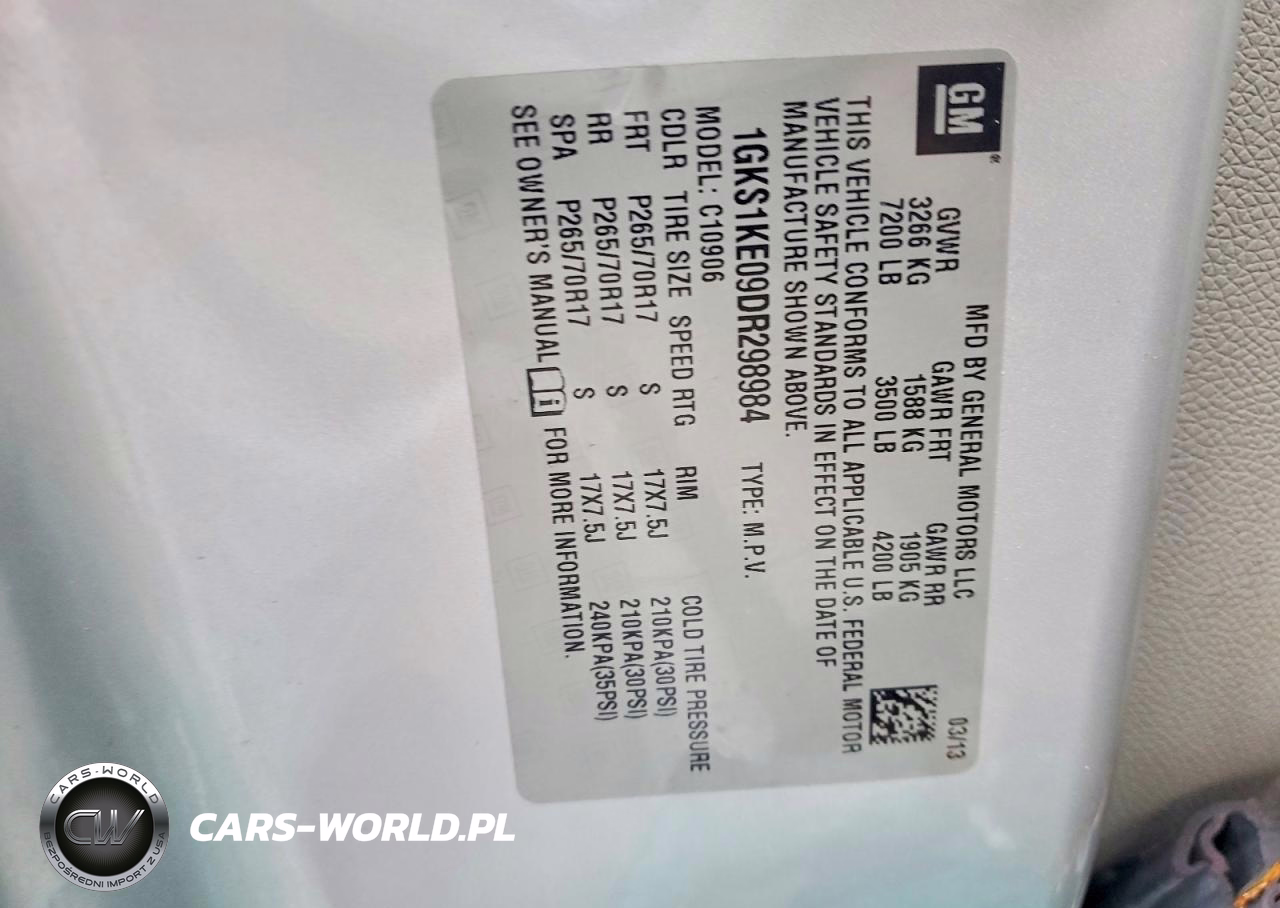 GM
MFD BY GENERAL MOTORS LLC 03/13
GVWR GAWR FRT GAWR RR
3266 KG 1588 KG 1905 KG
7200 LB 3500 LB 4200 LB
THIS VEHICLE CONFORMS TO ALL APPLICABLE U.S. FEDERAL MOTOR
VEHICLE SAFETY STANDARDS IN EFFECT ON THE DATE OF
MANUFACTURE SHOWN ABOVE.
1GKS1KE09DR298984 TYPE: M.P.V.
MODEL: C10906
CDLR TIRE SIZE SPEED RTG RIM COLD TIRE PRESSURE
FRT P265/70R17 S 17X7.5J 210KPA(30PSI)
RR P265/70R17 S 17X7.5J 210KPA(30PSI)
SPA P265/70R17 S 17X7.5J 240KPA(35PSI)
SEE OWNER'S MANUAL i FOR MORE INFORMATION.
CARS-WORLD
CW
BEZPOŚREDNI IMPORT Z USA
CARS-WORLD.PL